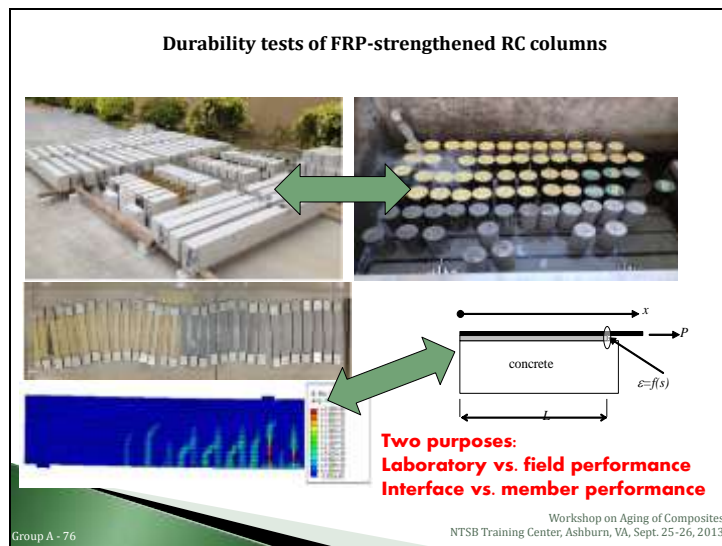 Durability tests of FRP-strengthened RC columns
x
P
concrete
ε=f(s)
L
Two purposes:
Laboratory vs. field performance
Interface vs. member performance
Group A - 76
Workshop on Aging of Composites
NTSB Training Center, Ashburn, VA, Sept. 25-26, 2013